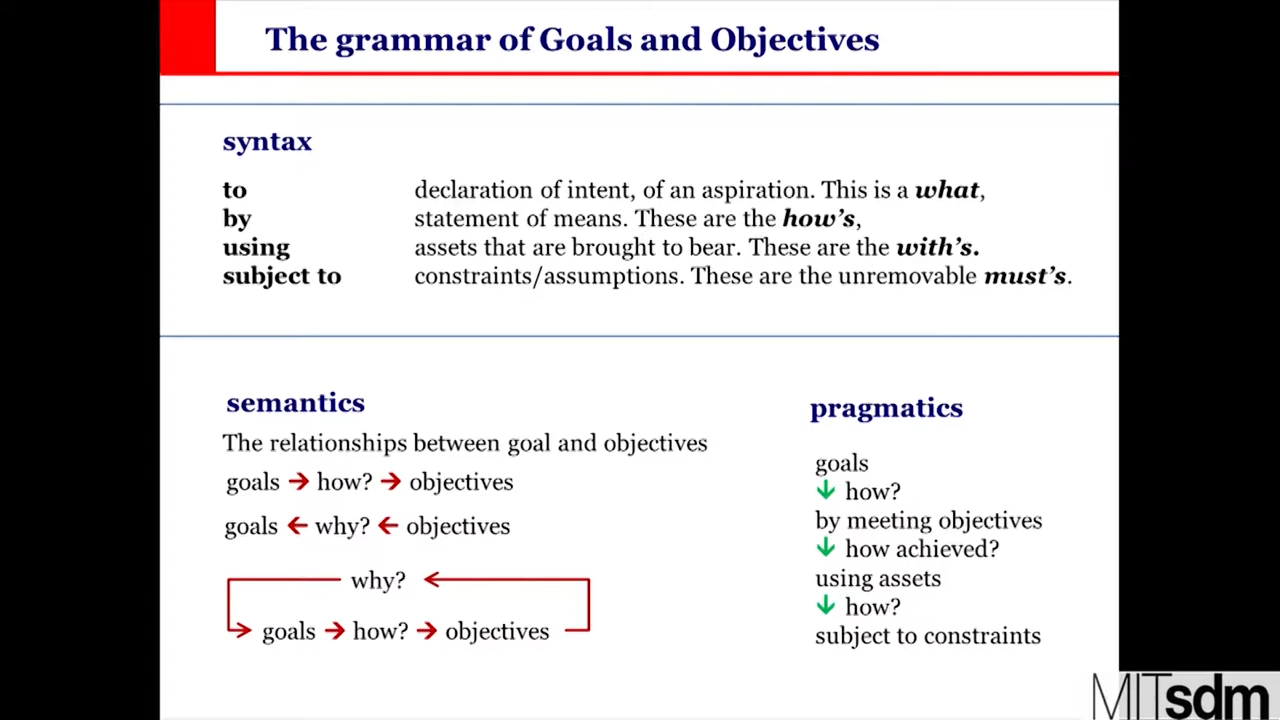 The grammar of Goals and Objectives
syntax
to declaration of intent, of an aspiration. This is a what,
by statement of means. These are the how's,
using assets that are brought to bear. These are the with's.
subject to constraints/assumptions. These are the unremovable must's.
semantics
The relationships between goal and objectives
goals → how? → objectives
goals ← why? ← objectives
why?
goals → how? → objectives
pragmatics
goals
↓ how?
by meeting objectives
↓ how achieved?
using assets
↓ how?
subject to constraints
MITsdm